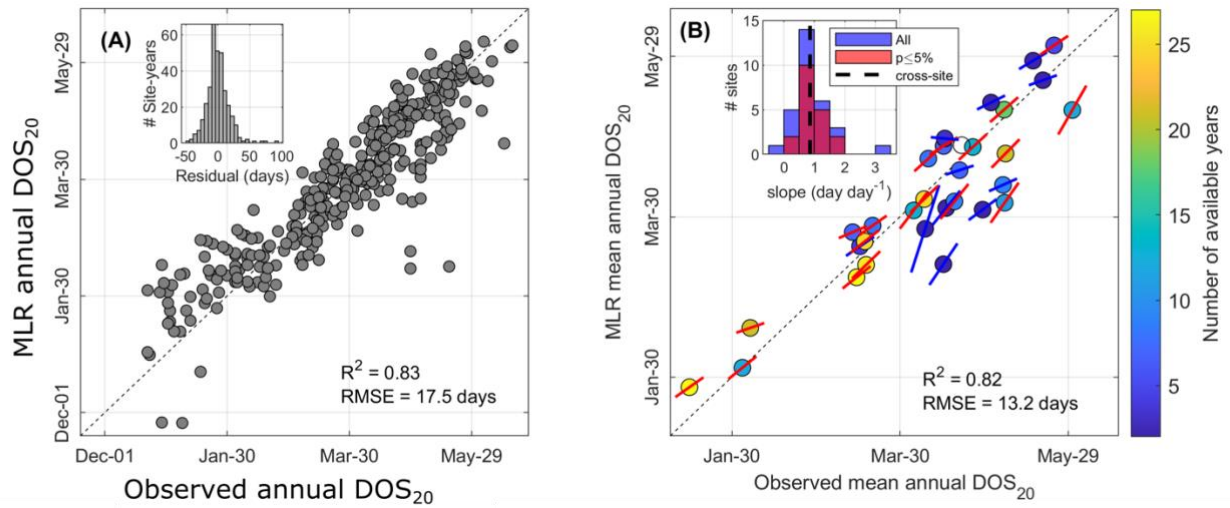 (A)
60
40
20
0
# Site-years
-50 0 50 100
Residual (days)
May-29
Mar-30
Jan-30
Dec-01
MLR annual DOS20
R2 = 0.83
RMSE = 17.5 days
Dec-01 Jan-30 Mar-30 May-29
Observed annual DOS20
(B)
15
10
5
0
# sites
0 1 2 3
slope (day day-1)
All
p≤5%
cross-site
May-29
Mar-30
Jan-30
MLR mean annual DOS20
R2 = 0.82
RMSE = 13.2 days
Jan-30 Mar-30 May-29
Observed mean annual DOS20
25
20
15
10
5
Number of available years